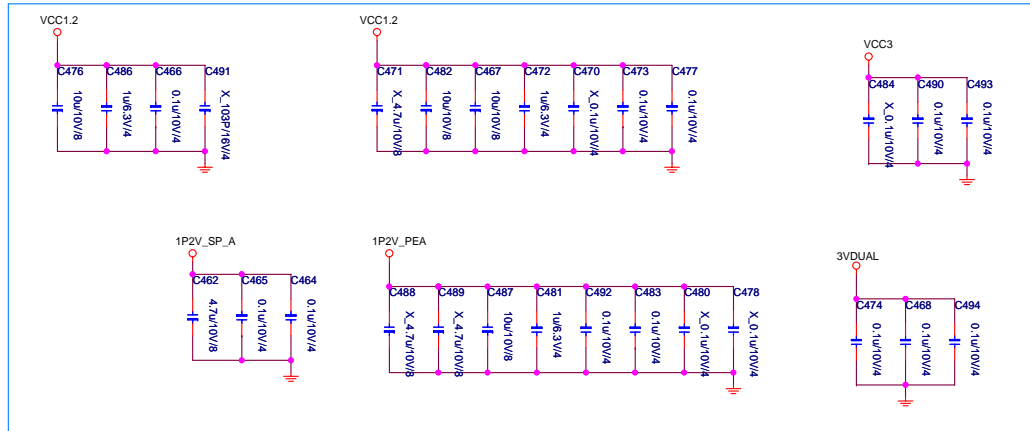 VCC1.2
C476
C486
C466
C491
10u/10V/8
1u/6.3V/4
0.1u/10V/4
X_103P/16V/4
VCC1.2
C471
C482
C467
C472
C470
C473
C477
X_4.7u/10V/8
10u/10V/8
10u/10V/8
1u/6.3V/4
X_0.1u/10V/4
0.1u/10V/4
0.1u/10V/4
VCC3
C484
C490
C493
X_0.1u/10V/4
0.1u/10V/4
0.1u/10V/4
1P2V_SP_A
C462
C465
C464
4.7u/10V/8
0.1u/10V/4
0.1u/10V/4
1P2V_PEA
C488
C489
C487
C481
C492
C483
C480
C478
X_4.7u/10V/8
X_4.7u/10V/8
10u/10V/8
1u/6.3V/4
0.1u/10V/4
0.1u/10V/4
X_0.1u/10V/4
X_0.1u/10V/4
3VDUAL
C474
C468
C494
0.1u/10V/4
0.1u/10V/4
0.1u/10V/4